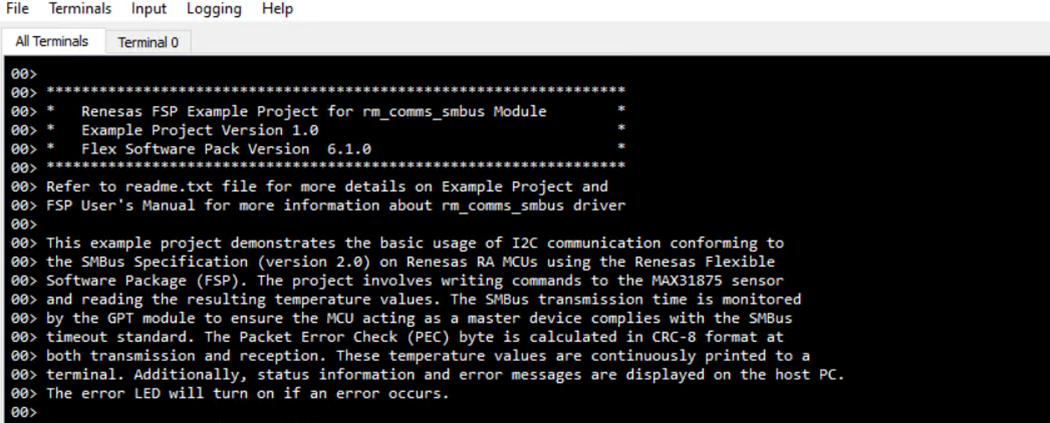 File Terminals Input Logging Help
All Terminals Terminal 0
00>
00> ******************************************************************
00> *   Renesas FSP Example Project for rm_comms_smbus Module        *
00> *   Example Project Version 1.0                                  *
00> *   Flex Software Pack Version  6.1.0                            *
00> ******************************************************************
00> Refer to readme.txt file for more details on Example Project and
00> FSP User's Manual for more information about rm_comms_smbus driver
00>
00> This example project demonstrates the basic usage of I2C communication conforming to
00> the SMBus Specification (version 2.0) on Renesas RA MCUs using the Renesas Flexible
00> Software Package (FSP). The project involves writing commands to the MAX31875 sensor
00> and reading the resulting temperature values. The SMBus transmission time is monitored
00> by the GPT module to ensure the MCU acting as a master device complies with the SMBus
00> timeout standard. The Packet Error Check (PEC) byte is calculated in CRC-8 format at
00> both transmission and reception. These temperature values are continuously printed to a
00> terminal. Additionally, status information and error messages are displayed on the host PC.
00> The error LED will turn on if an error occurs.
00>